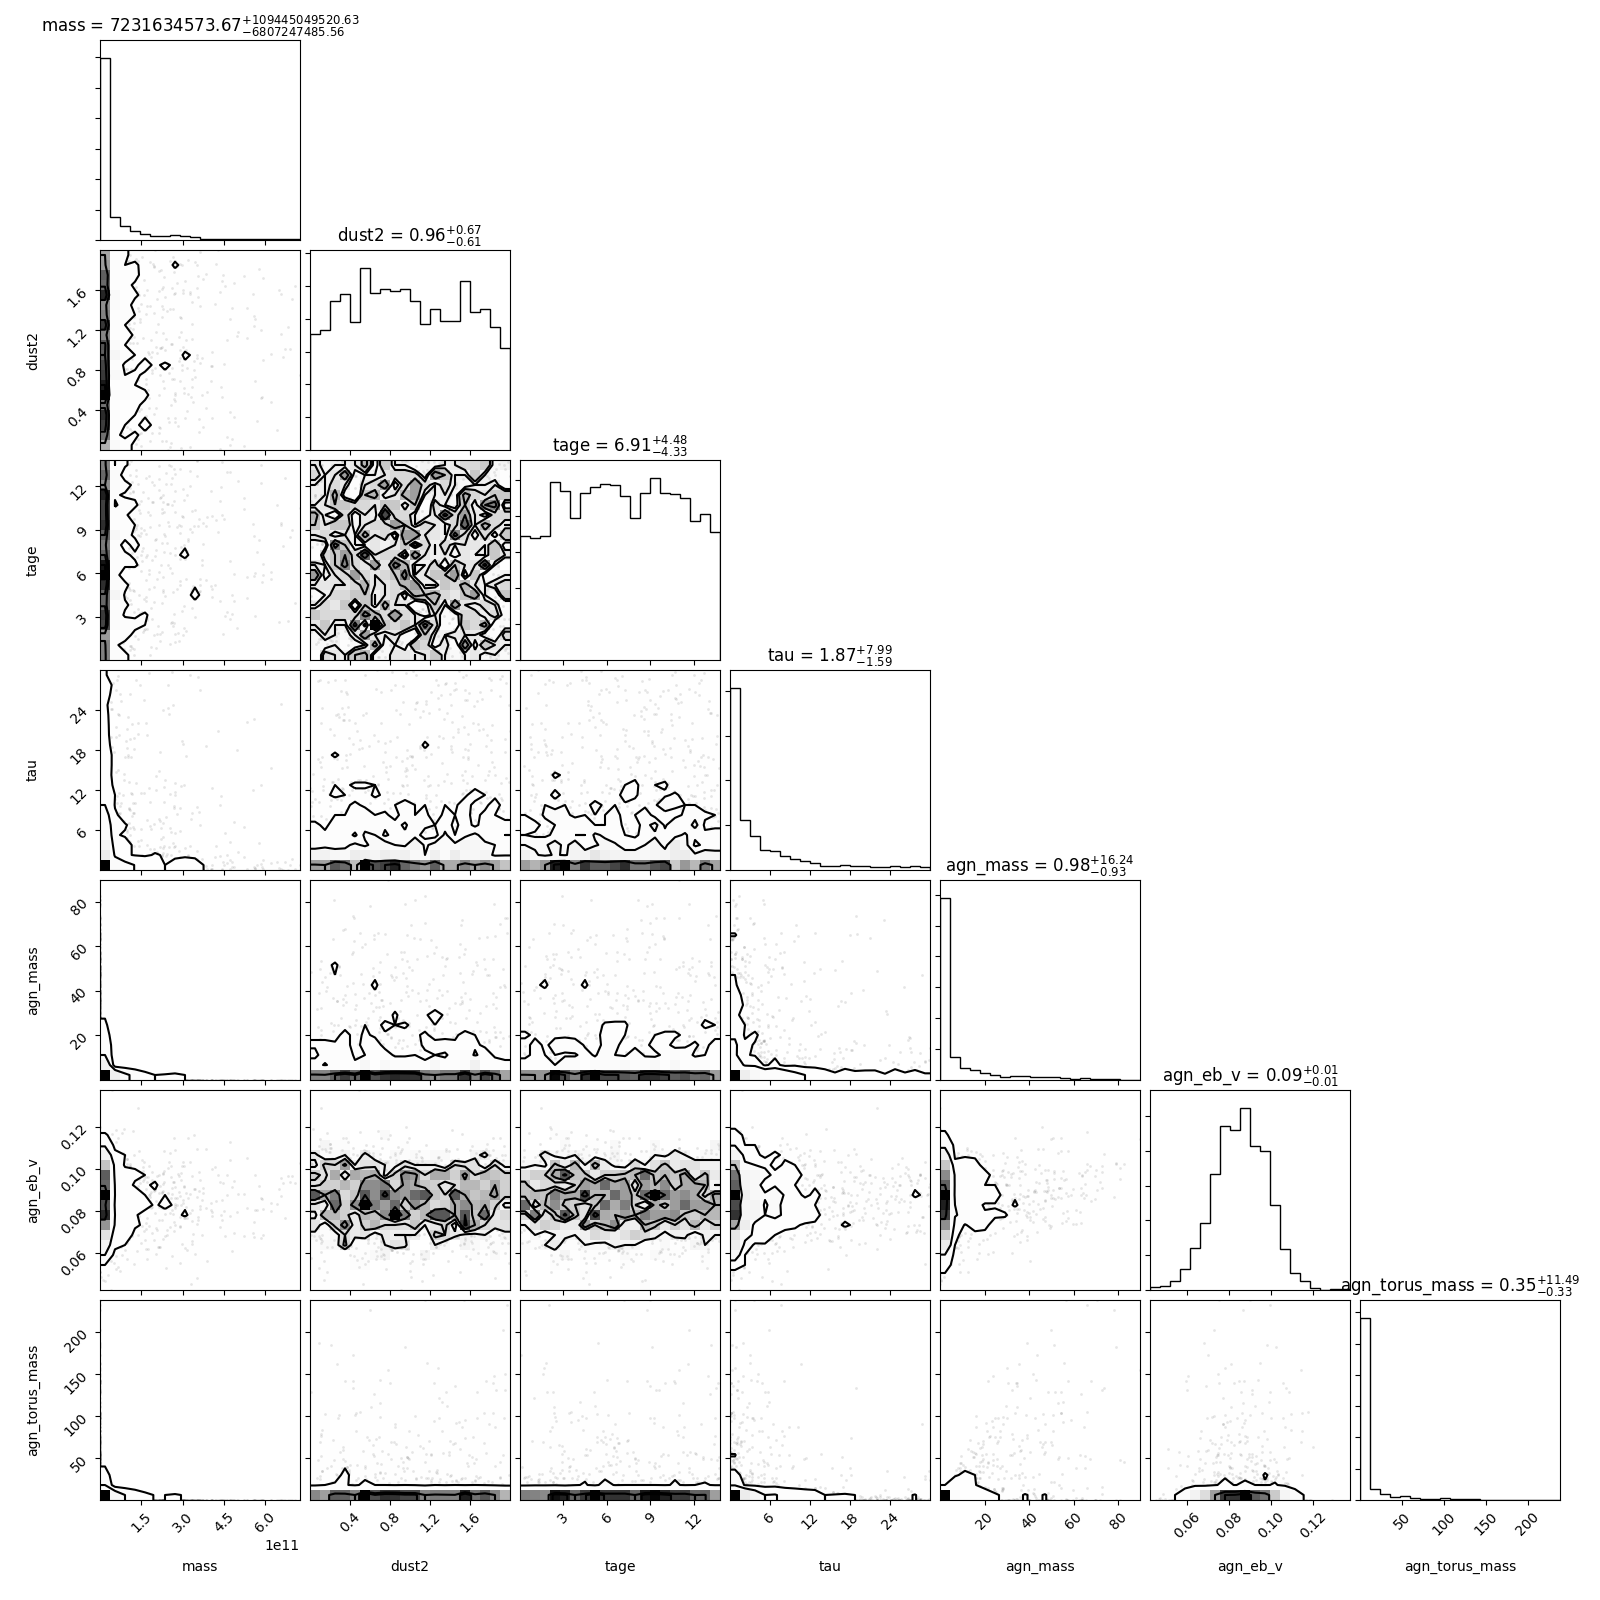 mass = 7231634573.67+109445049520.63−6807247485.56
dust2 = 0.96+0.67−0.61
1.6
1.2
0.8
0.4
dust2
tage = 6.91+4.48−4.33
12
9
6
3
tage
tau = 1.87+7.99−1.59
24
18
12
6
tau
agn_mass = 0.98+16.24−0.93
80
60
40
20
agn_mass
agn_eb_v = 0.09+0.01−0.01
0.12
0.10
0.08
0.06
agn_eb_v
agn_torus_mass = 0.35+11.49−0.33
200
150
100
50
agn_torus_mass
1.5 3.0 4.5 6.0
1e11
mass
0.4 0.8 1.2 1.6
dust2
3 6 9 12
tage
6 12 18 24
tau
20 40 60 80
agn_mass
0.06 0.08 0.10 0.12
agn_eb_v
50 100 150 200
agn_torus_mass